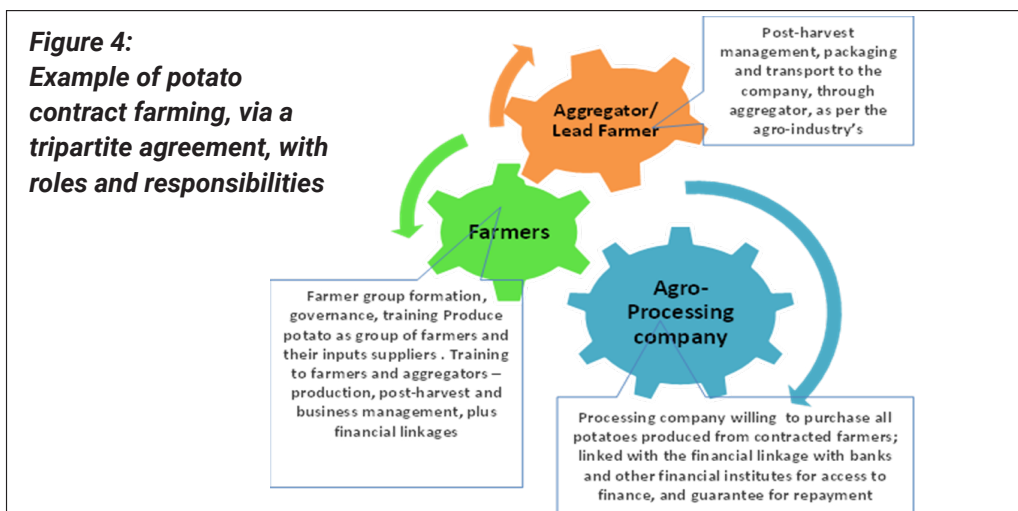 Figure 4:
Example of potato
contract farming, via a
tripartite agreement, with
roles and responsibilities
Post-harvest
management, packaging
and transport to the
company, through
aggregator, as per the
agro-industry's
Aggregator/
Lead Farmer
Farmers
Agro-
Processing
company
Farmer group formation,
governance, training Produce
potato as group of farmers and
their inputs suppliers . Training
to farmers and aggregators –
production, post-harvest and
business management, plus
financial linkages
Processing company willing to purchase all
potatoes produced from contracted farmers;
linked with the financial linkage with banks
and other financial institutes for access to
finance, and guarantee for repayment